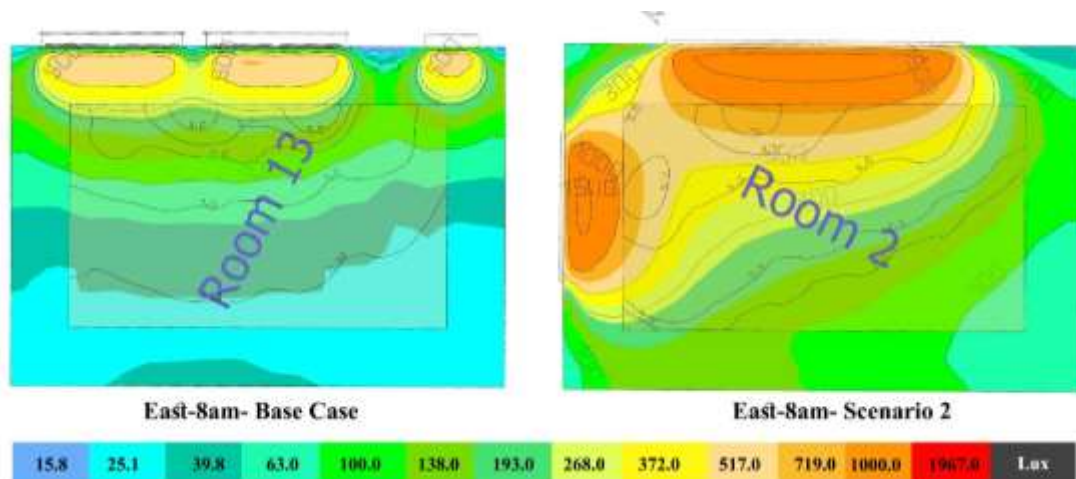 Room 13
Room 2
East-8am- Base Case
East-8am- Scenario 2
15.8 25.1 39.8 63.0 100.0 138.0 193.0 268.0 372.0 517.0 719.0 1000.0 1967.0 Lux